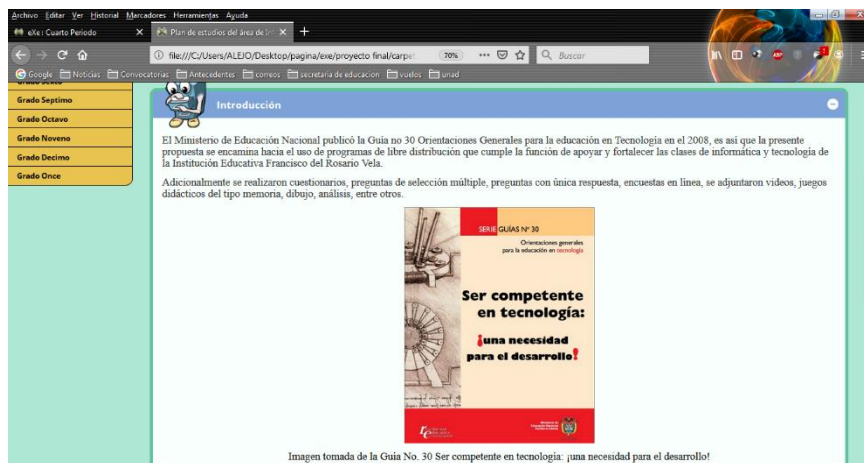 Archivo Editar Ver Historial Marcadores Herramientas Ayuda
eXe : Cuarto Periodo
Plan de estudios del área de In
file:///C:/Users/ALEJO/Desktop/pagina/exe/proyecto final/carpet
70%
Buscar
Google Noticias Convocatorias Antecedentes correos secretaria de educacion vuelos unad
Grado Sexto
Grado Septimo
Grado Octavo
Grado Noveno
Grado Decimo
Grado Once
Introducción
El Ministerio de Educación Nacional publicó la Guía no 30 Orientaciones Generales para la educación en Tecnología en el 2008, es así que la presente
propuesta se encamina hacia el uso de programas de libre distribución que cumple la función de apoyar y fortalecer las clases de informática y tecnología de
la Institución Educativa Francisco del Rosario Vela.
Adicionalmente se realizaron cuestionarios, preguntas de selección múltiple, preguntas con única respuesta, encuestas en línea, se adjuntaron videos, juegos
didácticos del tipo memoria, dibujo, análisis, entre otros.
SERIE GUÍAS Nº 30
Orientaciones generales
para la educación en tecnología
Ser competente
en tecnología:
¡una necesidad
para el desarrollo!
Imagen tomada de la Guía No. 30 Ser competente en tecnología: ¡una necesidad para el desarrollo!